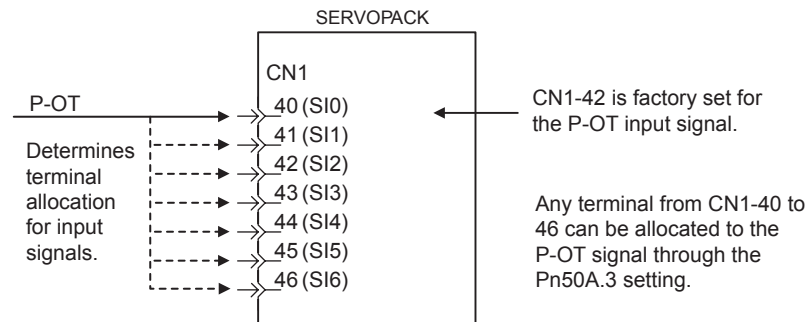 SERVOPACK
CN1
P-OT
40 (SI0)
41 (SI1)
42 (SI2)
43 (SI3)
44 (SI4)
45 (SI5)
46 (SI6)
Determines
terminal
allocation
for input
signals.
CN1-42 is factory set for
the P-OT input signal.
Any terminal from CN1-40 to
46 can be allocated to the
P-OT signal through the
Pn50A.3 setting.